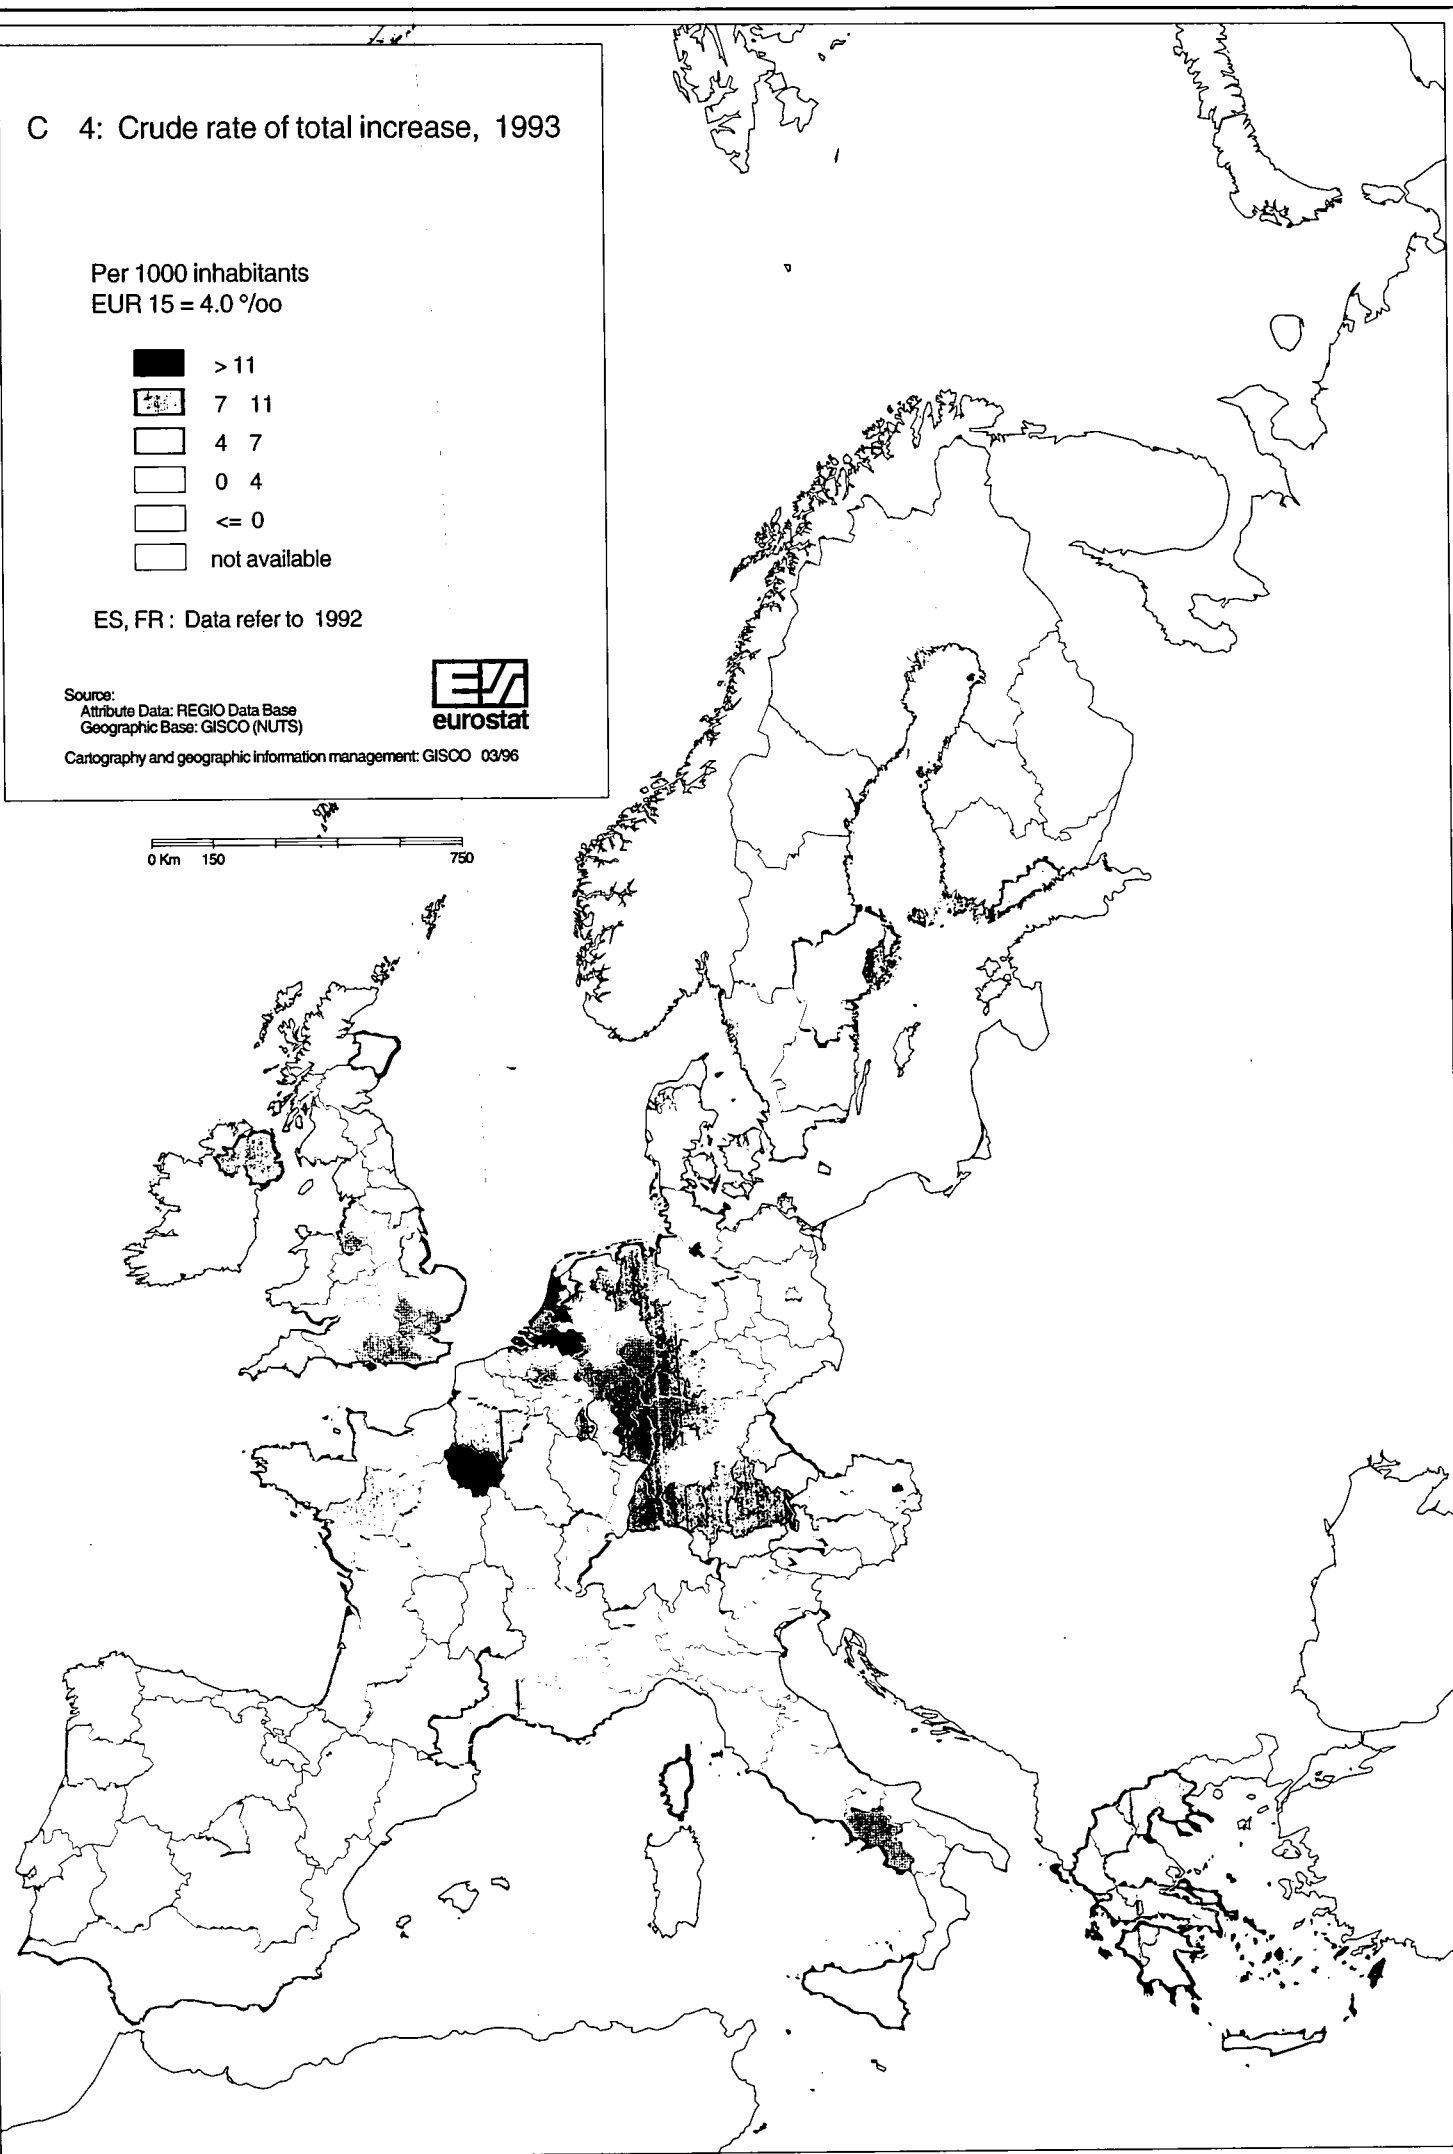 C 4: Crude rate of total increase, 1993
Per 1000 inhabitants
EUR 15 = 4.0 °/oo
> 11
7 11
4 7
0 4
<= 0
not available
ES, FR : Data refer to 1992
eurostat
Source:
Attribute Data: REGIO Data Base
Geographic Base: GISCO (NUTS)
Cartography and geographic information management: GISCO 03/96
0 Km 150 750